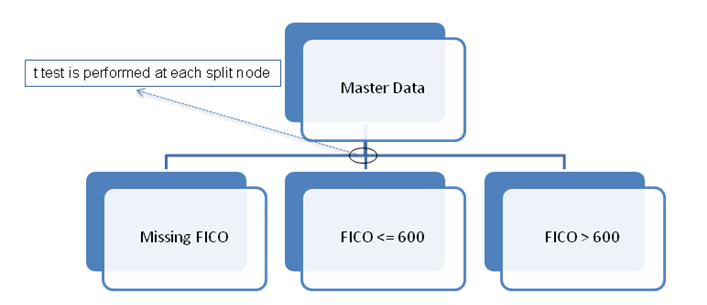 t test is performed at each split node
Master Data
Missing FICO
FICO <= 600
FICO > 600